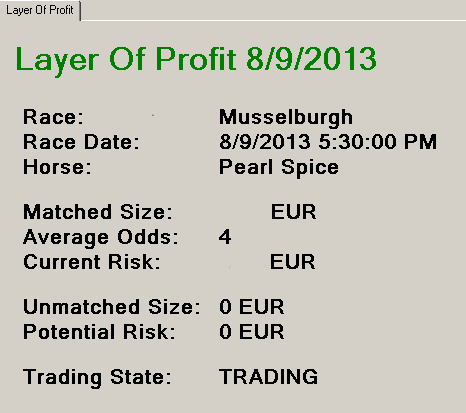 Layer Of Profit
Layer Of Profit 8/9/2013
Race: Musselburgh
Race Date: 8/9/2013 5:30:00 PM
Horse: Pearl Spice
Matched Size: EUR
Average Odds: 4
Current Risk: EUR
Unmatched Size: 0 EUR
Potential Risk: 0 EUR
Trading State: TRADING